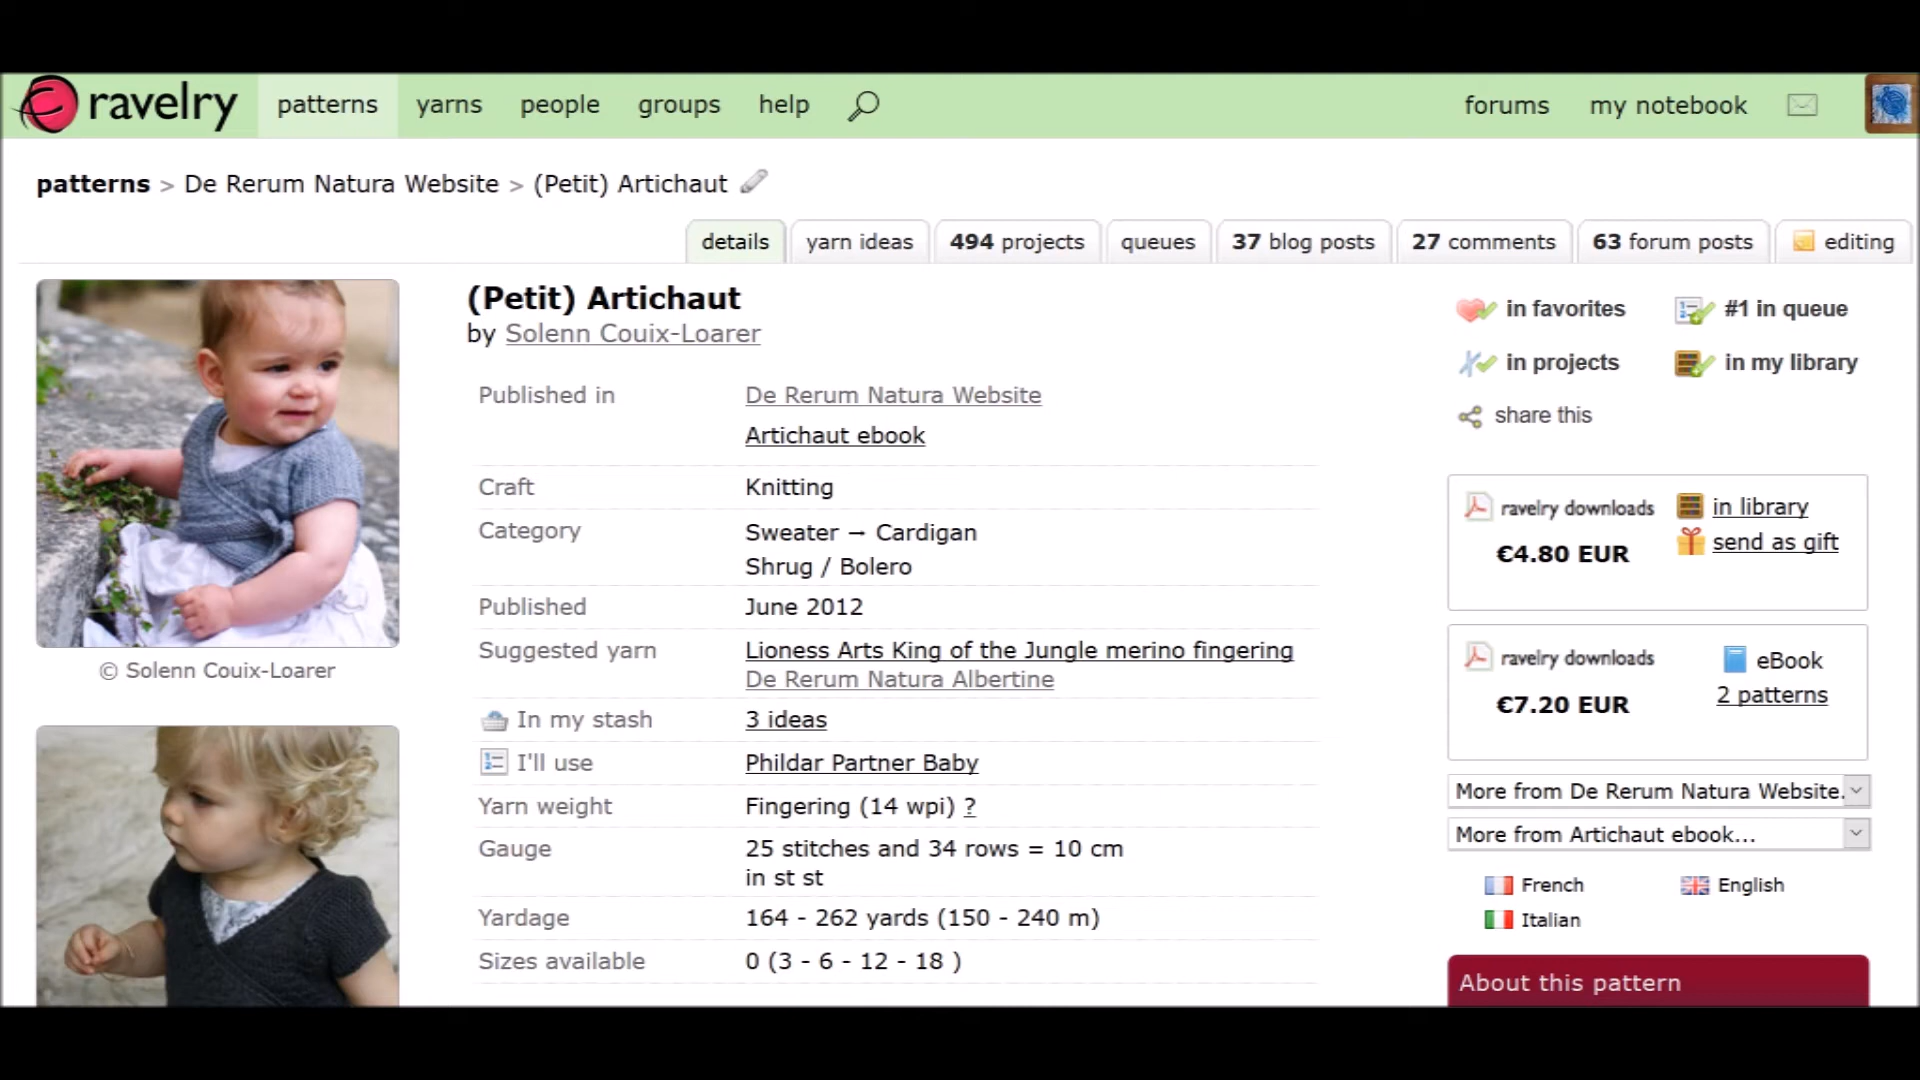 ravelry patterns yarns people groups help forums my notebook
patterns > De Rerum Natura Website > (Petit) Artichaut
details yarn ideas 494 projects queues 37 blog posts 27 comments 63 forum posts editing
(Petit) Artichaut
by Solenn Couix-Loarer
Published in De Rerum Natura Website
Artichaut ebook
Craft Knitting
Category Sweater → Cardigan
Shrug / Bolero
Published June 2012
Suggested yarn Lioness Arts King of the Jungle merino fingering
De Rerum Natura Albertine
In my stash 3 ideas
I'll use Phildar Partner Baby
Yarn weight Fingering (14 wpi) ?
Gauge 25 stitches and 34 rows = 10 cm
in st st
Yardage 164 - 262 yards (150 - 240 m)
Sizes available 0 (3 - 6 - 12 - 18 )
© Solenn Couix-Loarer
in favorites #1 in queue
in projects in my library
share this
ravelry downloads in library
€4.80 EUR send as gift
ravelry downloads eBook
€7.20 EUR 2 patterns
More from De Rerum Natura Website.
More from Artichaut ebook...
French English
Italian
About this pattern